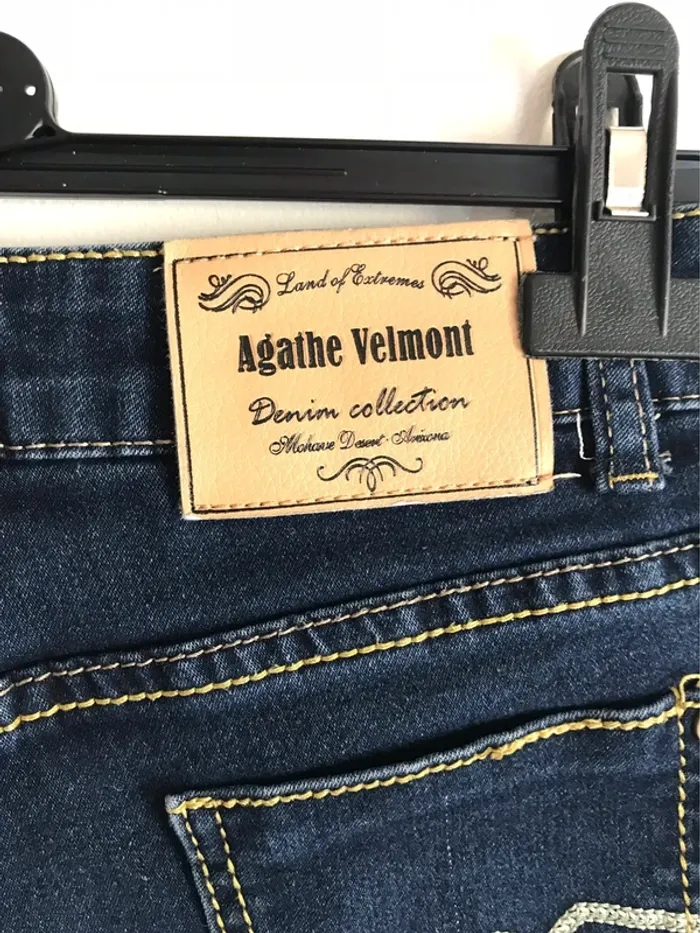 Land of Extremes
Agathe Velmont
Denim collection
Mohave Desert - Arizona